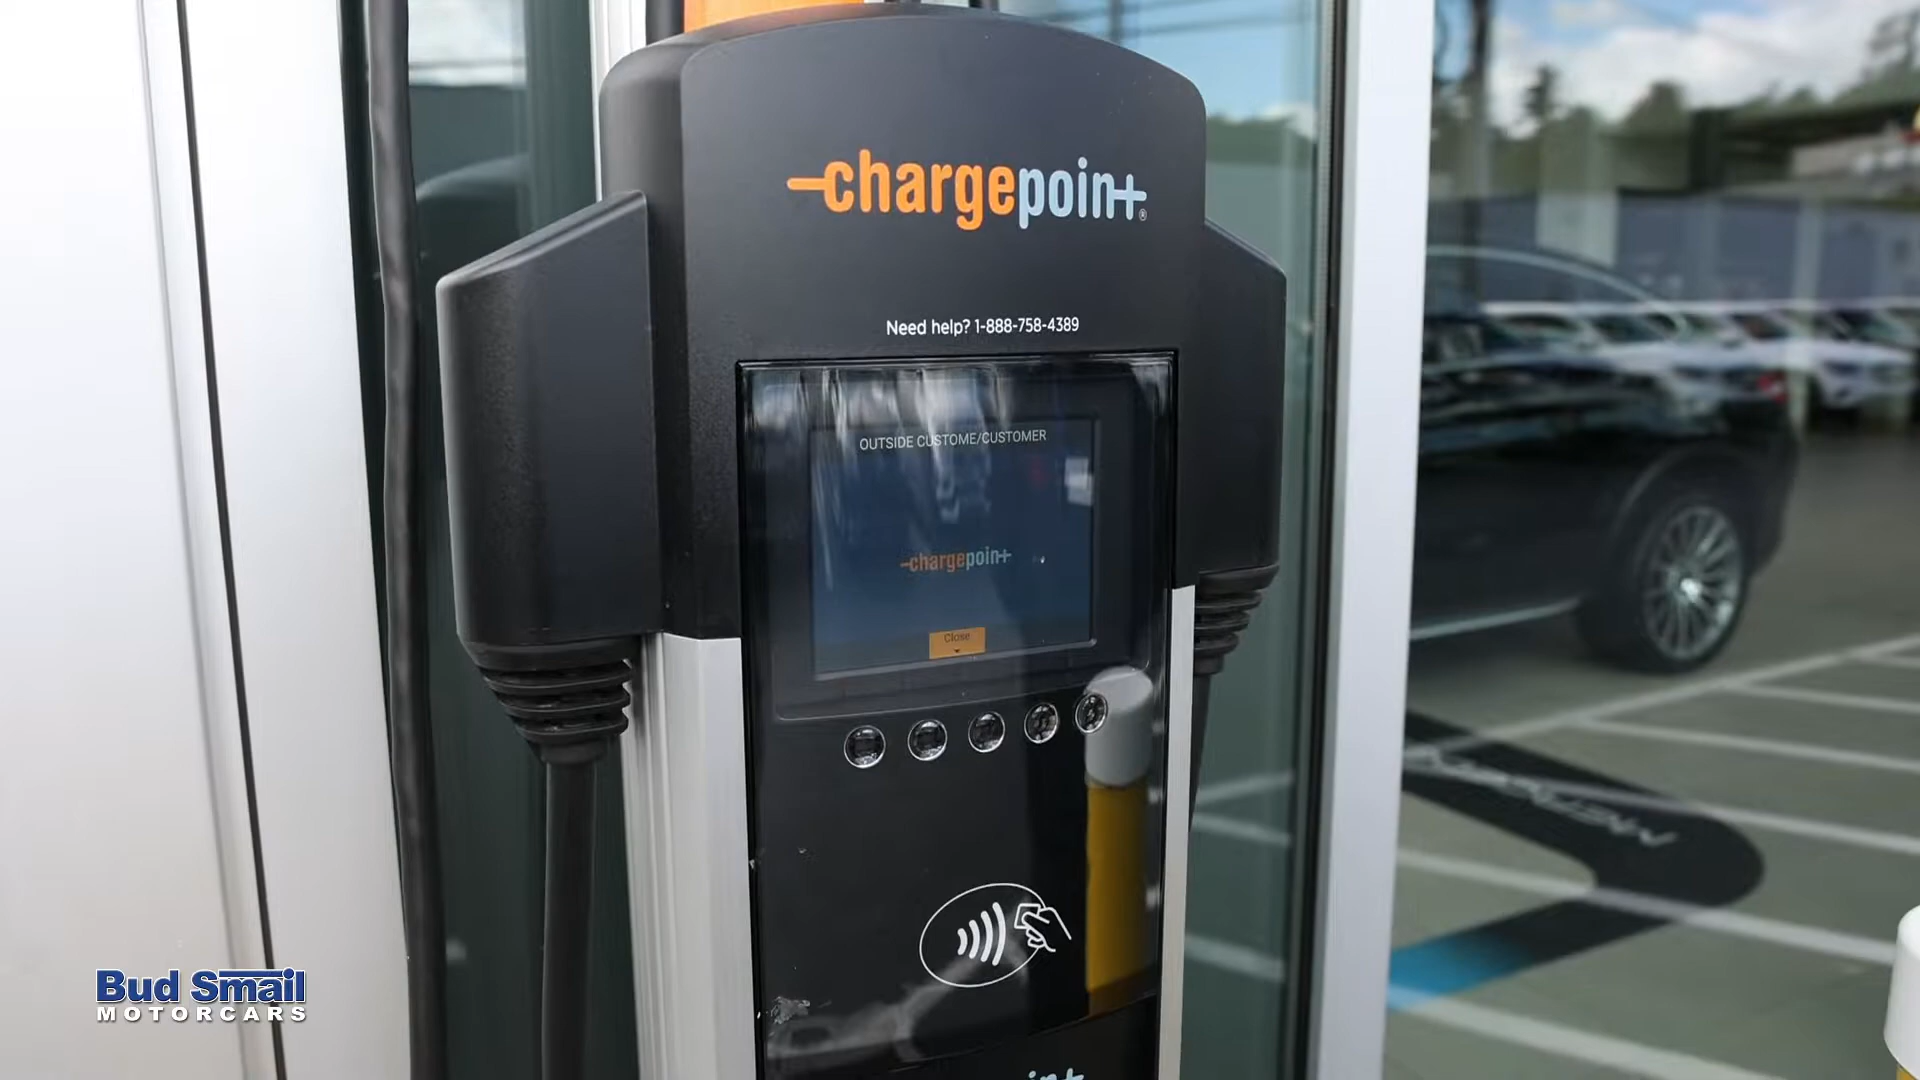 chargepoint®
Need help? 1-888-758-4389
OUTSIDE CUSTOME/CUSTOMER
chargepoint
Close
Bud Smail
MOTORCARS